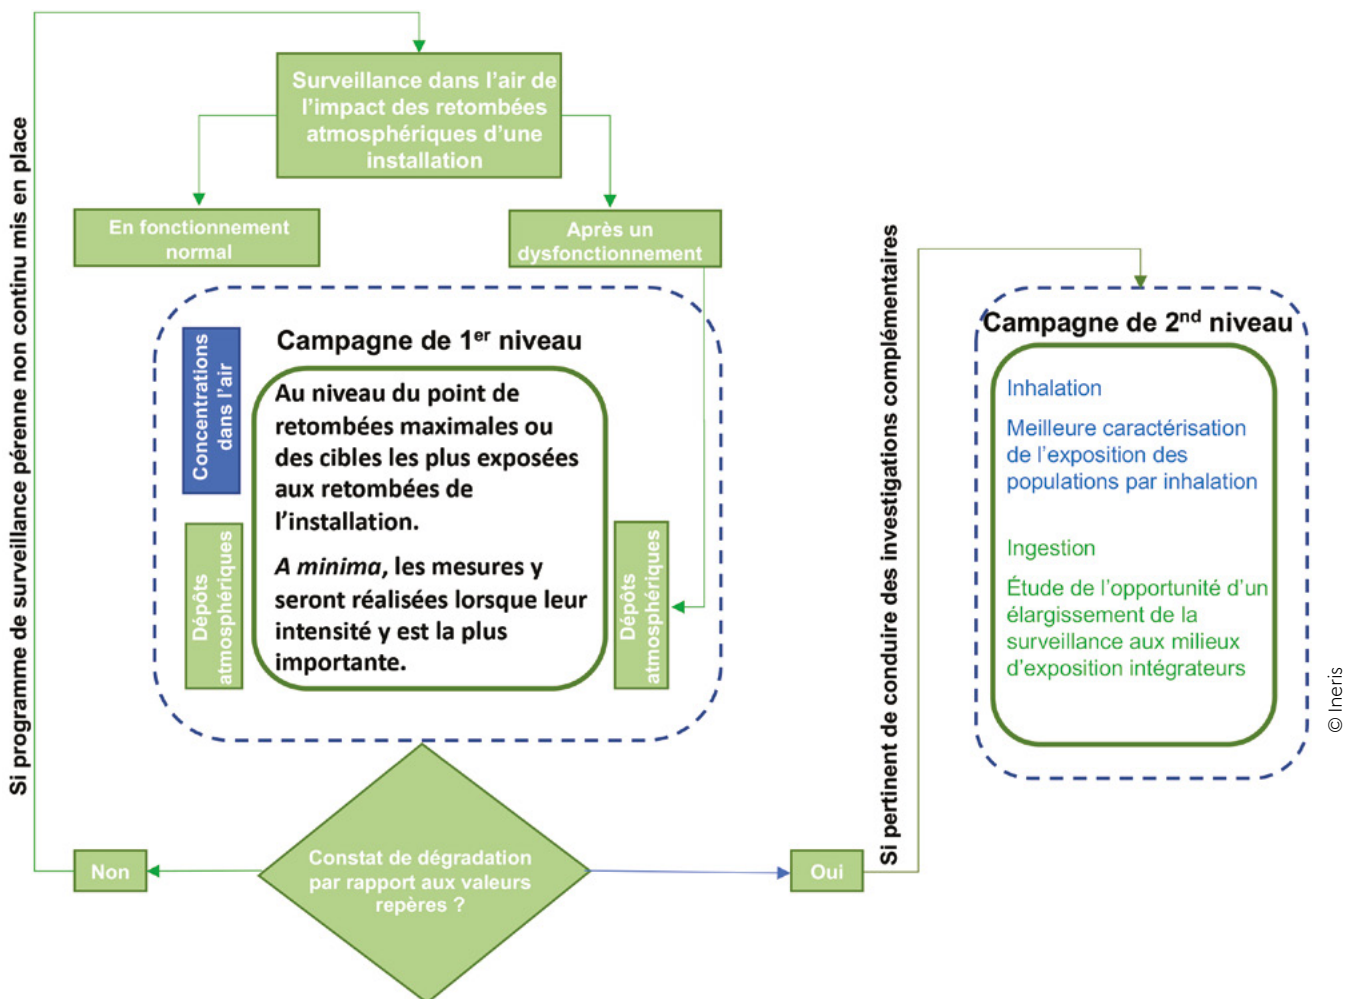 Si programme de surveillance pérenne non continu mis en place
Surveillance dans l'air de
l'impact des retombées
atmosphériques d'une
installation
En fonctionnement
normal
Après un
dysfonctionnement
Campagne de 1er niveau
Concentrations
dans l'air
Au niveau du point de
retombées maximales ou
des cibles les plus exposées
aux retombées de
l'installation.
A minima, les mesures y
seront réalisées lorsque leur
intensité y est la plus
importante.
Dépôts
atmosphériques
Dépôts
atmosphériques
Constat de dégradation
par rapport aux valeurs
repères ?
Non
Oui
Si pertinent de conduire des investigations complémentaires
Campagne de 2nd niveau
Inhalation
Meilleure caractérisation
de l'exposition des
populations par inhalation
Ingestion
Étude de l'opportunité d'un
élargissement de la
surveillance aux milieux
d'exposition intégrateurs
© Ineris